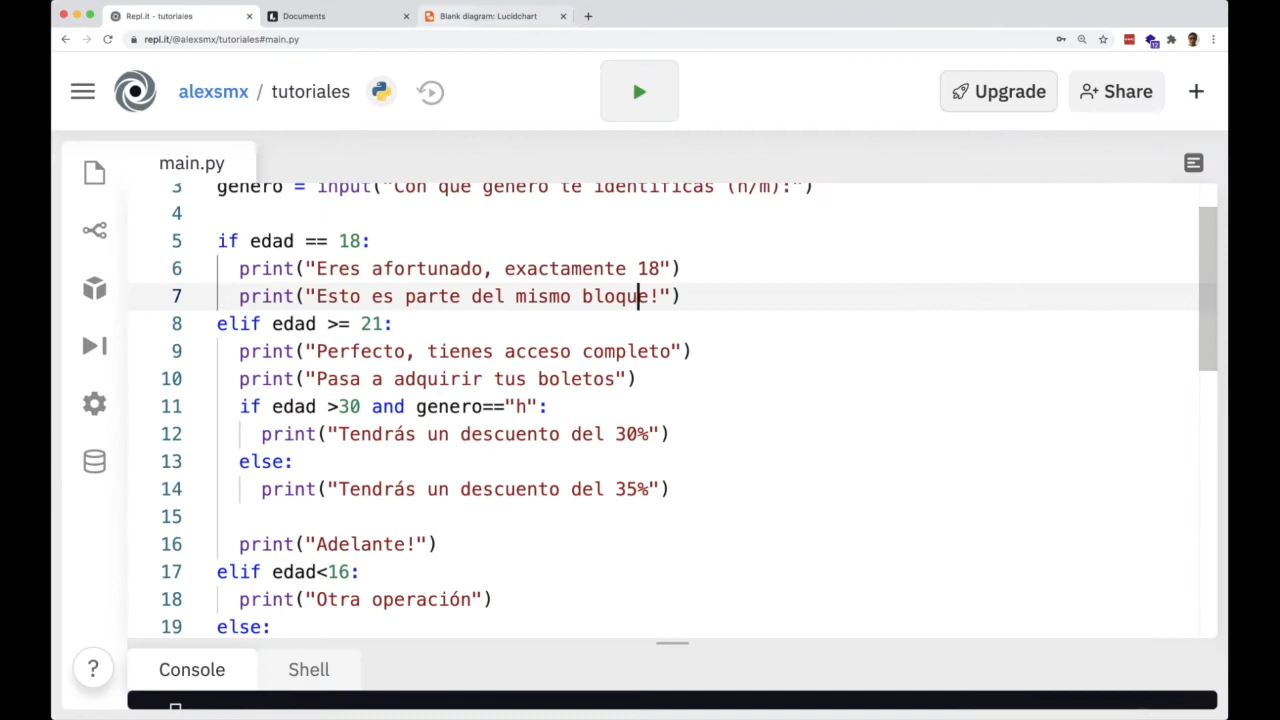 Repl.it - tutoriales
Documents
Blank diagram: Lucidchart
repl.it/@alexsmx/tutoriales#main.py
alexsmx / tutoriales
Upgrade
Share
main.py
3 genero = input("Con que genero te identificas (h/m):")
4
5 if edad == 18:
6 print("Eres afortunado, exactamente 18")
7 print("Esto es parte del mismo bloque!")
8 elif edad >= 21:
9 print("Perfecto, tienes acceso completo")
10 print("Pasa a adquirir tus boletos")
11 if edad >30 and genero=="h":
12 print("Tendrás un descuento del 30%")
13 else:
14 print("Tendrás un descuento del 35%")
15
16 print("Adelante!")
17 elif edad<16:
18 print("Otra operación")
19 else:
?
Console
Shell